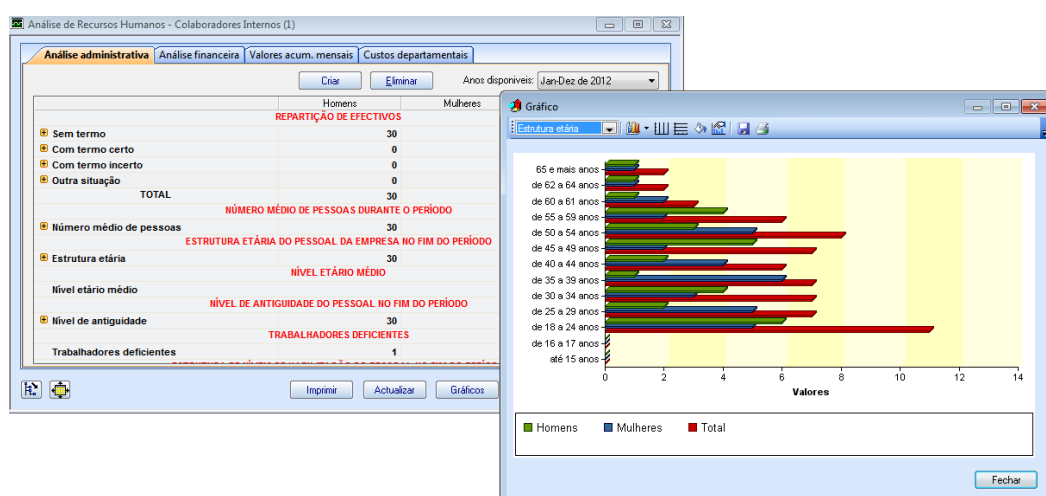 Análise de Recursos Humanos - Colaboradores Internos (1)
Análise administrativa Análise financeira Valores acum. mensais Custos departamentais
Criar Eliminar Anos disponiveis: Jan-Dez de 2012
Homens Mulheres
REPARTIÇÃO DE EFECTIVOS
Sem termo 30
Com termo certo 0
Com termo incerto 0
Outra situação 0
TOTAL 30
NÚMERO MÉDIO DE PESSOAS DURANTE O PERÍODO
Número médio de pessoas 30
ESTRUTURA ETÁRIA DO PESSOAL DA EMPRESA NO FIM DO PERÍODO
Estrutura etária 30
NÍVEL ETÁRIO MÉDIO
Nível etário médio
NÍVEL DE ANTIGUIDADE DO PESSOAL NO FIM DO PERÍODO
Nível de antiguidade 30
TRABALHADORES DEFICIENTES
Trabalhadores deficientes 1
Imprimir Actualizar Gráficos
Gráfico
Estrutura etária
65 e mais anos
de 62 a 64 anos
de 60 a 61 anos
de 55 a 59 anos
de 50 a 54 anos
de 45 a 49 anos
de 40 a 44 anos
de 35 a 39 anos
de 30 a 34 anos
de 25 a 29 anos
de 18 a 24 anos
de 16 a 17 anos
até 15 anos
0 2 4 6 8 10 12 14
Valores
Homens Mulheres Total
Fechar